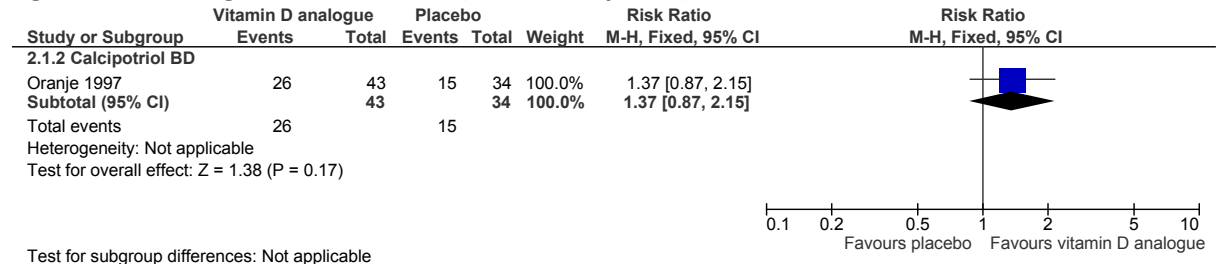 Vitamin D analogue Placebo Risk Ratio Risk Ratio
Study or Subgroup Events Total Events Total Weight M-H, Fixed, 95% CI M-H, Fixed, 95% CI
2.1.2 Calcipotriol BD
Oranje 1997 26 43 15 34 100.0% 1.37 [0.87, 2.15]
Subtotal (95% CI) 43 34 100.0% 1.37 [0.87, 2.15]
Total events 26 15
Heterogeneity: Not applicable
Test for overall effect: Z = 1.38 (P = 0.17)
0.1 0.2 0.5 1 2 5 10
Favours placebo Favours vitamin D analogue
Test for subgroup differences: Not applicable